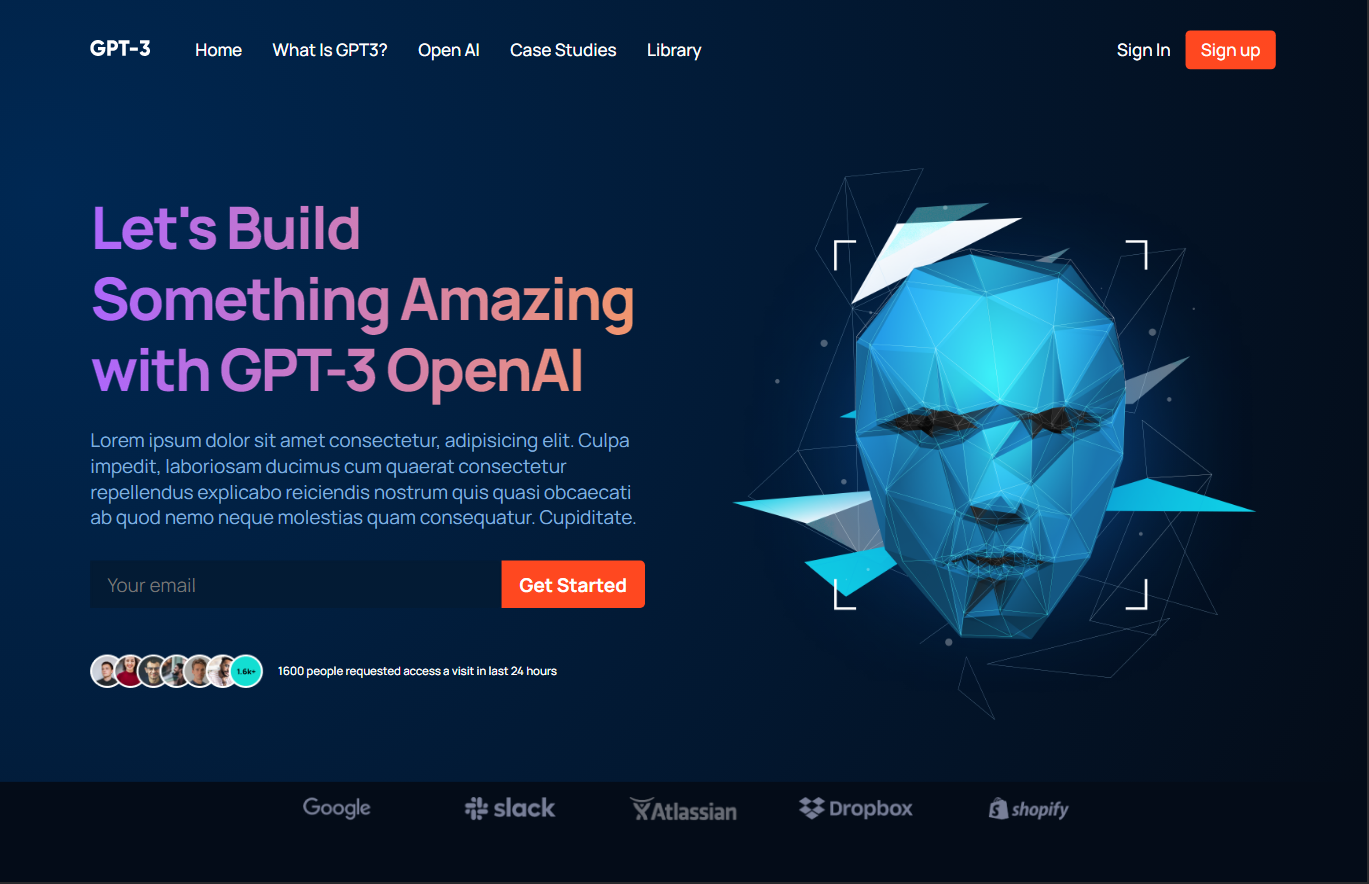 GPT-3 Home What Is GPT3? Open AI Case Studies Library Sign In Sign up
Let's Build
Something Amazing
with GPT-3 OpenAI
Lorem ipsum dolor sit amet consectetur, adipisicing elit. Culpa
impedit, laboriosam ducimus cum quaerat consectetur
repellendus explicabo reiciendis nostrum quis quasi obcaecati
ab quod nemo neque molestias quam consequatur. Cupiditate.
Your email Get Started
1.6k+ 1600 people requested access a visit in last 24 hours
Google slack Atlassian Dropbox shopify